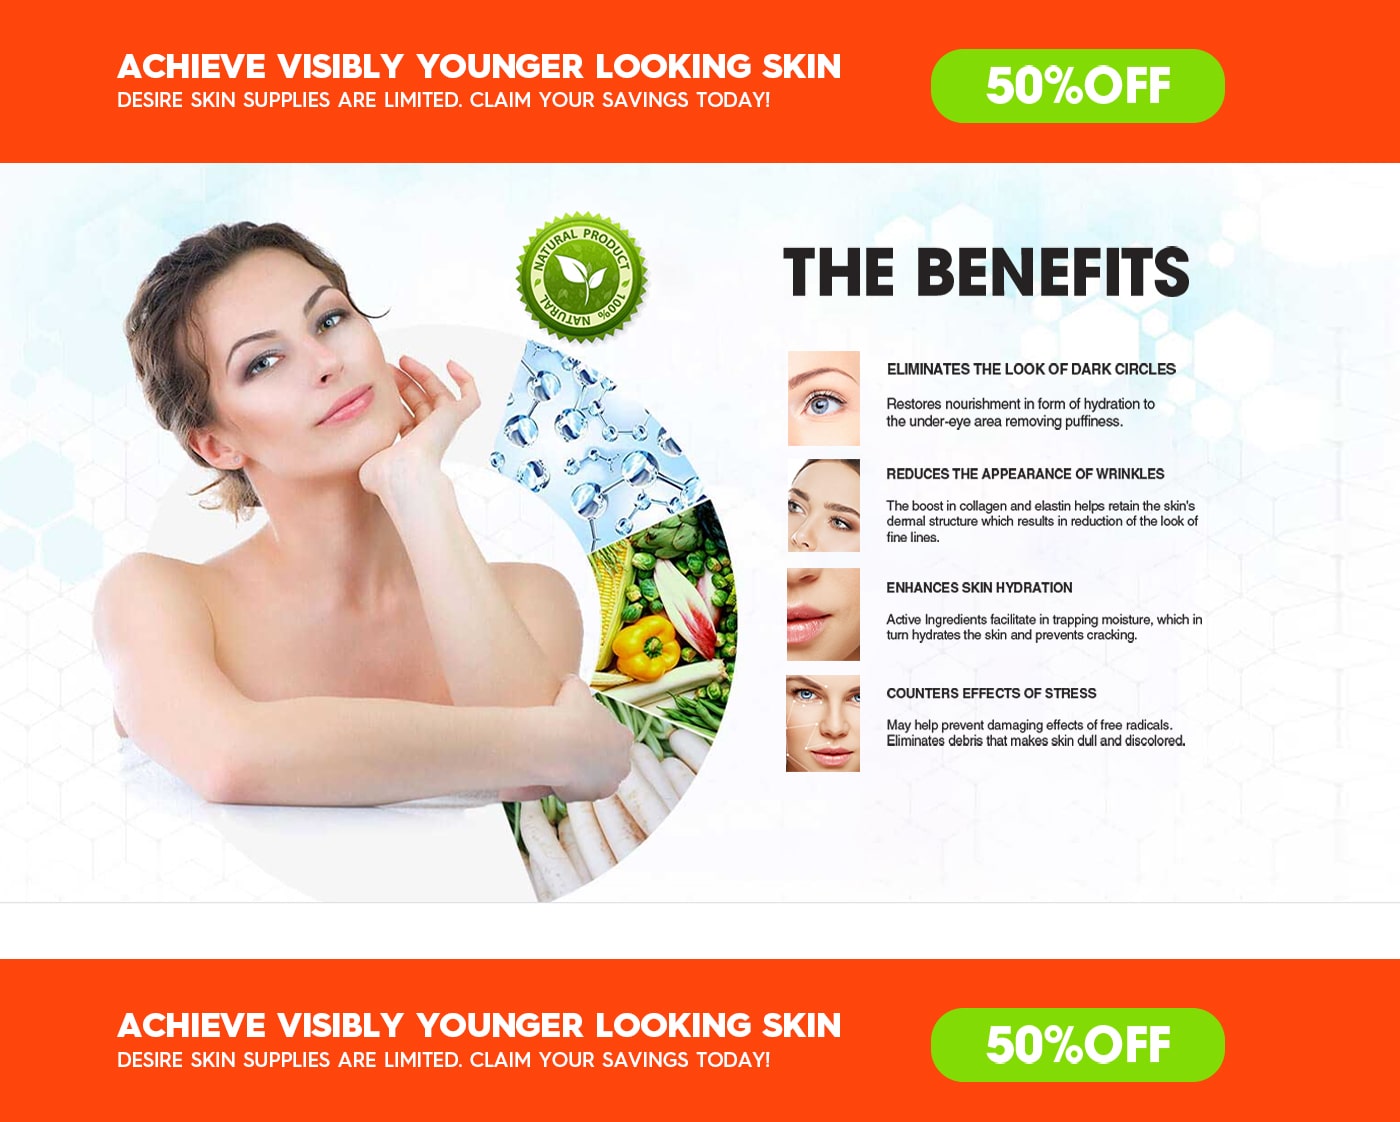 ACHIEVE VISIBLY YOUNGER LOOKING SKIN
DESIRE SKIN SUPPLIES ARE LIMITED. CLAIM YOUR SAVINGS TODAY!
50%OFF
NATURAL PRODUCT
100% NATURAL
THE BENEFITS
ELIMINATES THE LOOK OF DARK CIRCLES
Restores nourishment in form of hydration to
the under-eye area removing puffiness.
REDUCES THE APPEARANCE OF WRINKLES
The boost in collagen and elastin helps retain the skin's
dermal structure which results in reduction of the look of
fine lines.
ENHANCES SKIN HYDRATION
Active Ingredients facilitate in trapping moisture, which in
turn hydrates the skin and prevents cracking.
COUNTERS EFFECTS OF STRESS
May help prevent damaging effects of free radicals.
Eliminates debris that makes skin dull and discolored.
ACHIEVE VISIBLY YOUNGER LOOKING SKIN
DESIRE SKIN SUPPLIES ARE LIMITED. CLAIM YOUR SAVINGS TODAY!
50%OFF